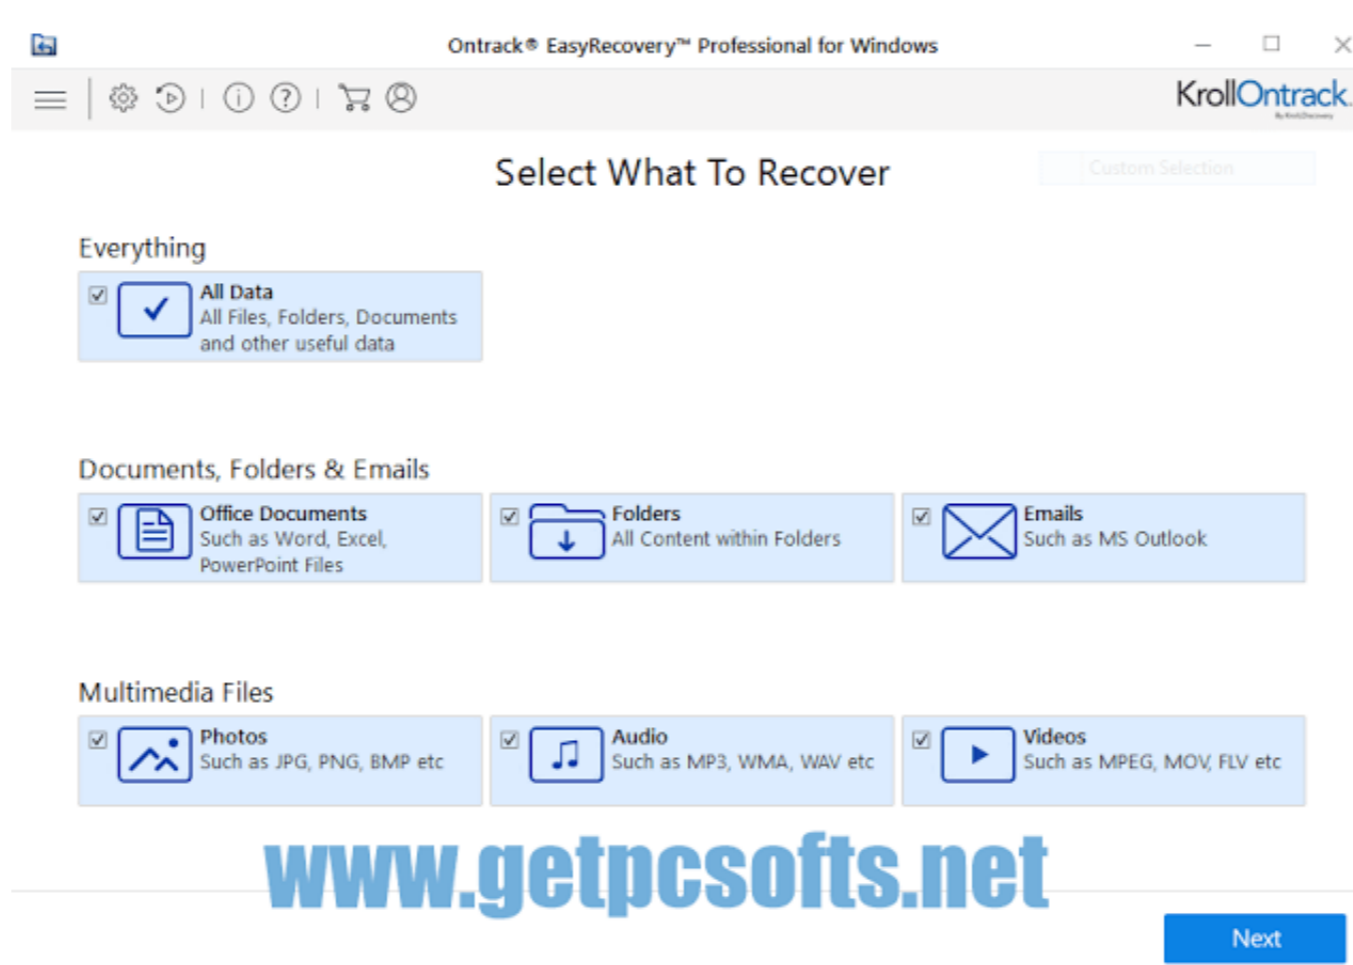 Ontrack® EasyRecovery™ Professional for Windows
KrollOntrack.
Select What To Recover
Custom Selection
Everything
All Data
All Files, Folders, Documents
and other useful data
Documents, Folders & Emails
Office Documents
Such as Word, Excel,
PowerPoint Files
Folders
All Content within Folders
Emails
Such as MS Outlook
Multimedia Files
Photos
Such as JPG, PNG, BMP etc
Audio
Such as MP3, WMA, WAV etc
Videos
Such as MPEG, MOV, FLV etc
www.getpcsofts.net
Next